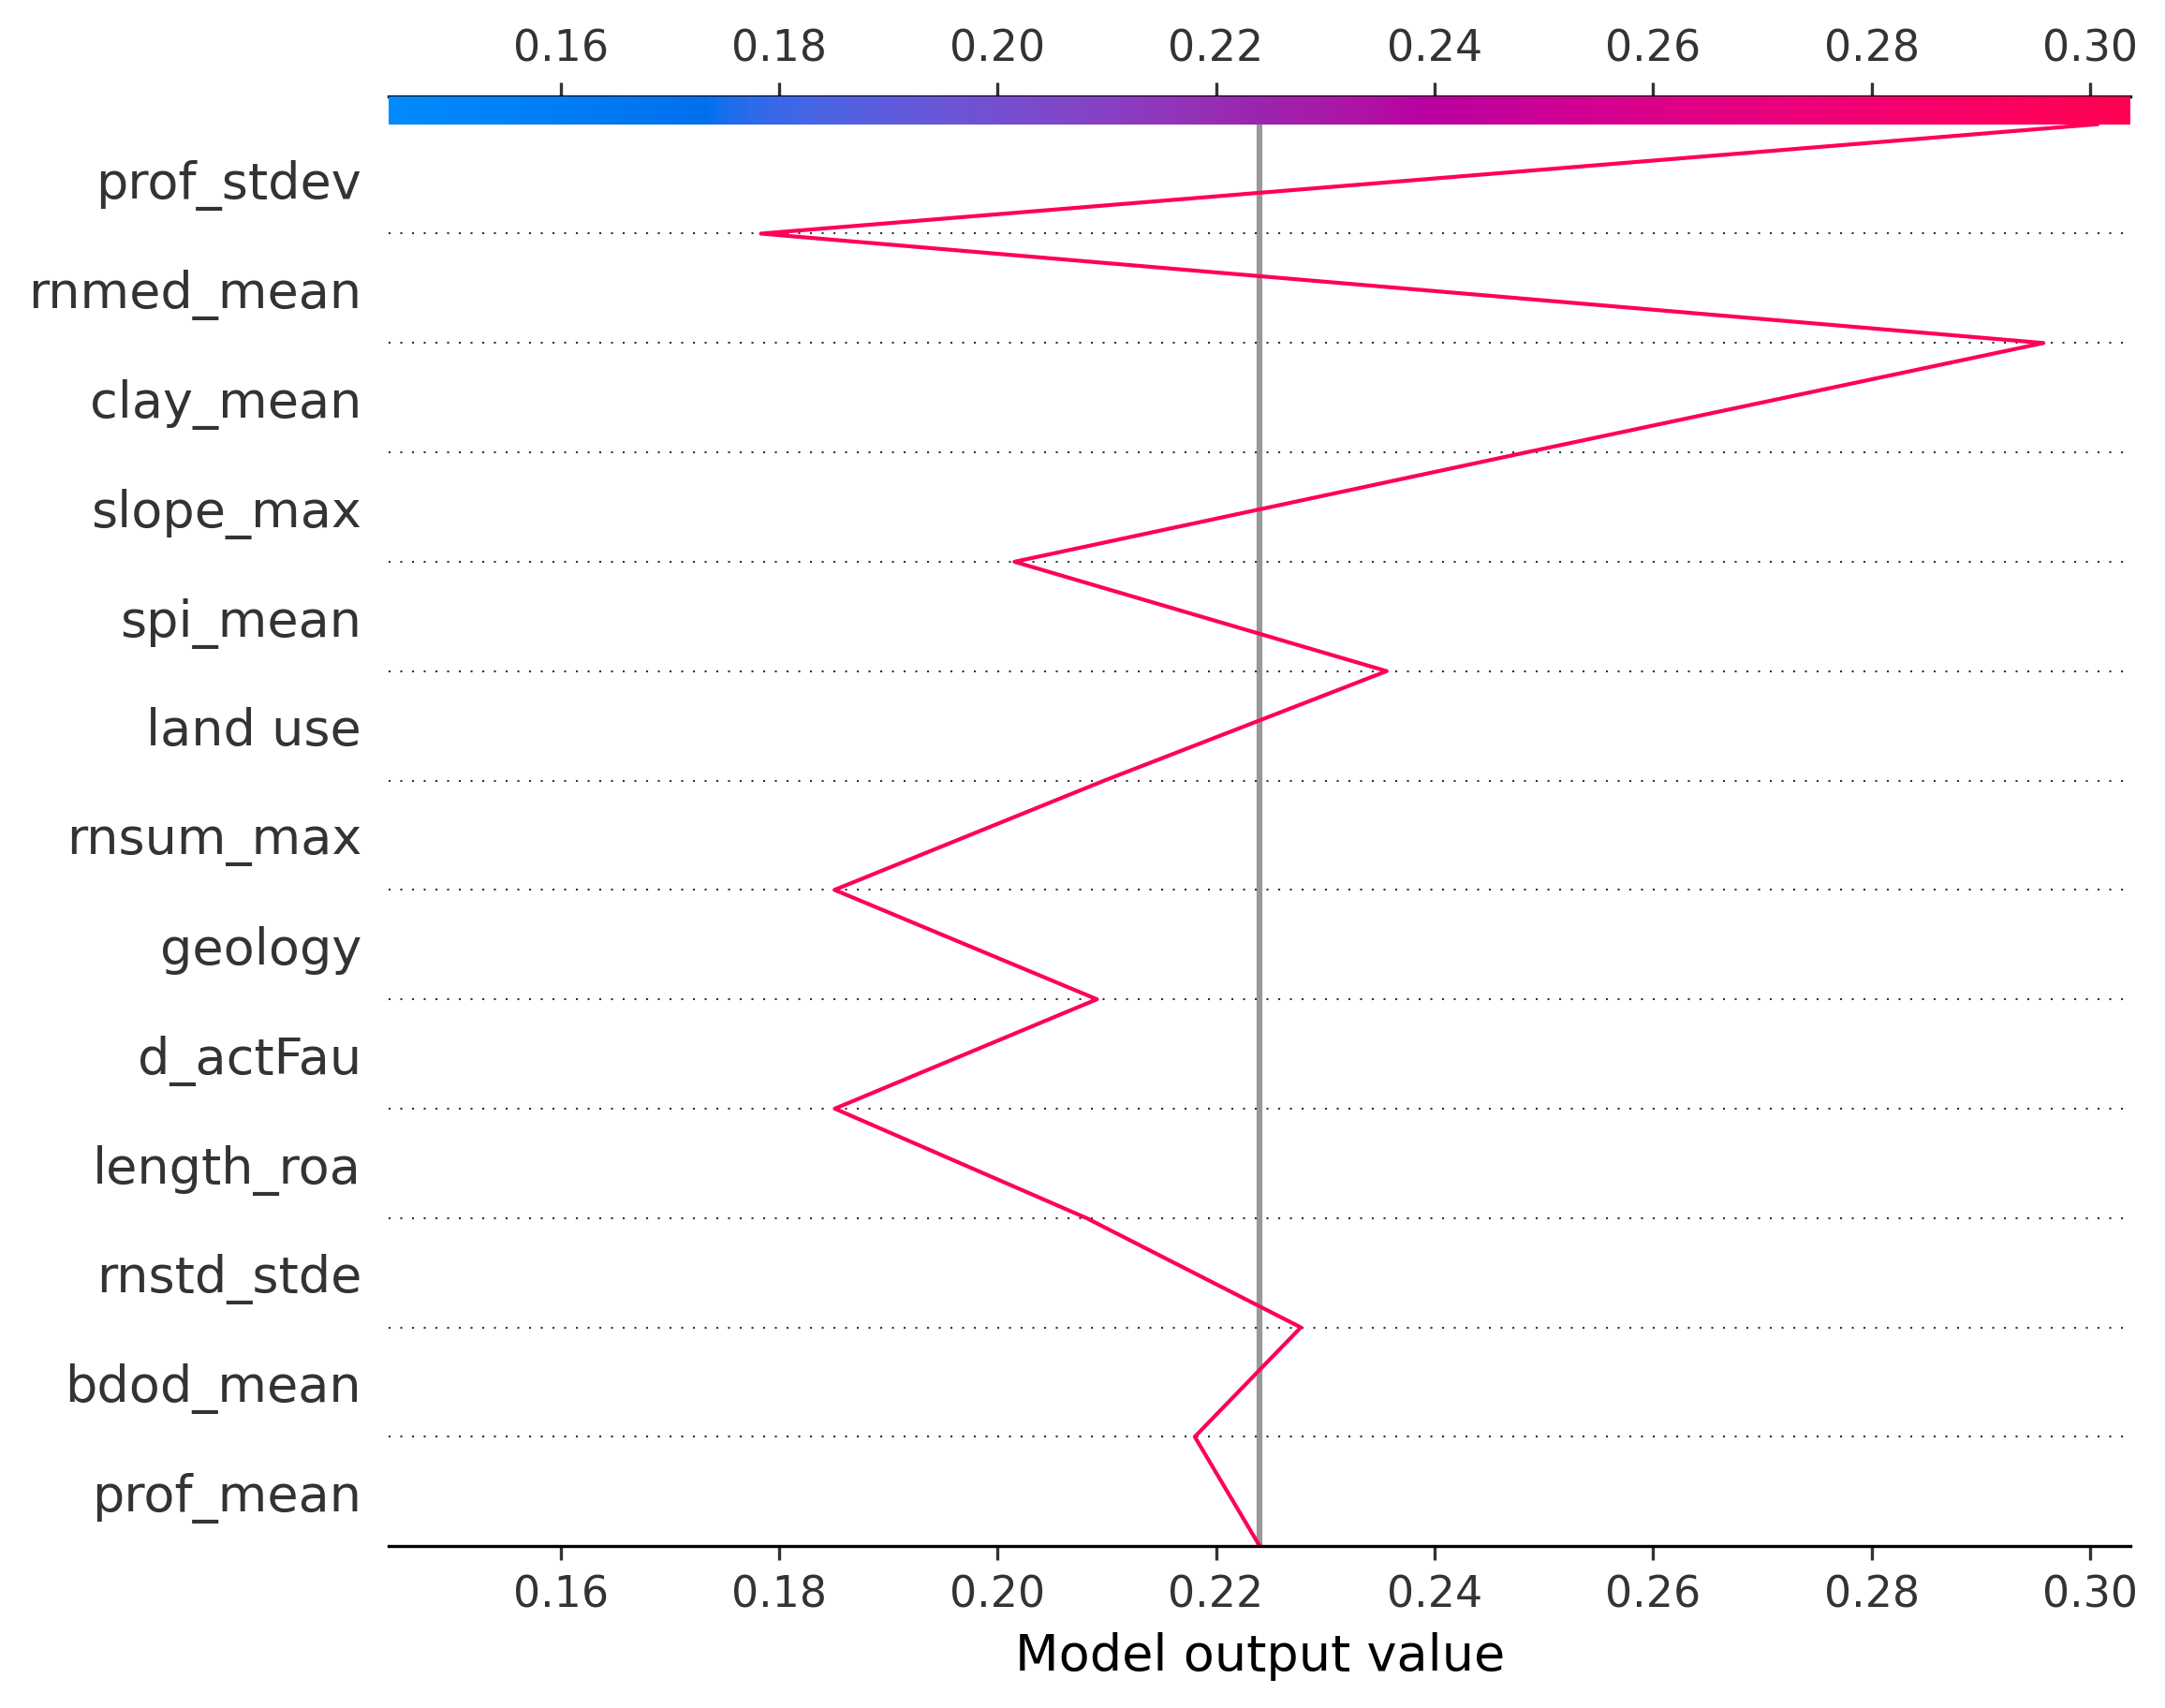 0.16 0.18 0.20 0.22 0.24 0.26 0.28 0.30
prof_stdev
rnmed_mean
clay_mean
slope_max
spi_mean
land use
rnsum_max
geology
d_actFau
length_roa
rnstd_stde
bdod_mean
prof_mean
0.16 0.18 0.20 0.22 0.24 0.26 0.28 0.30
Model output value